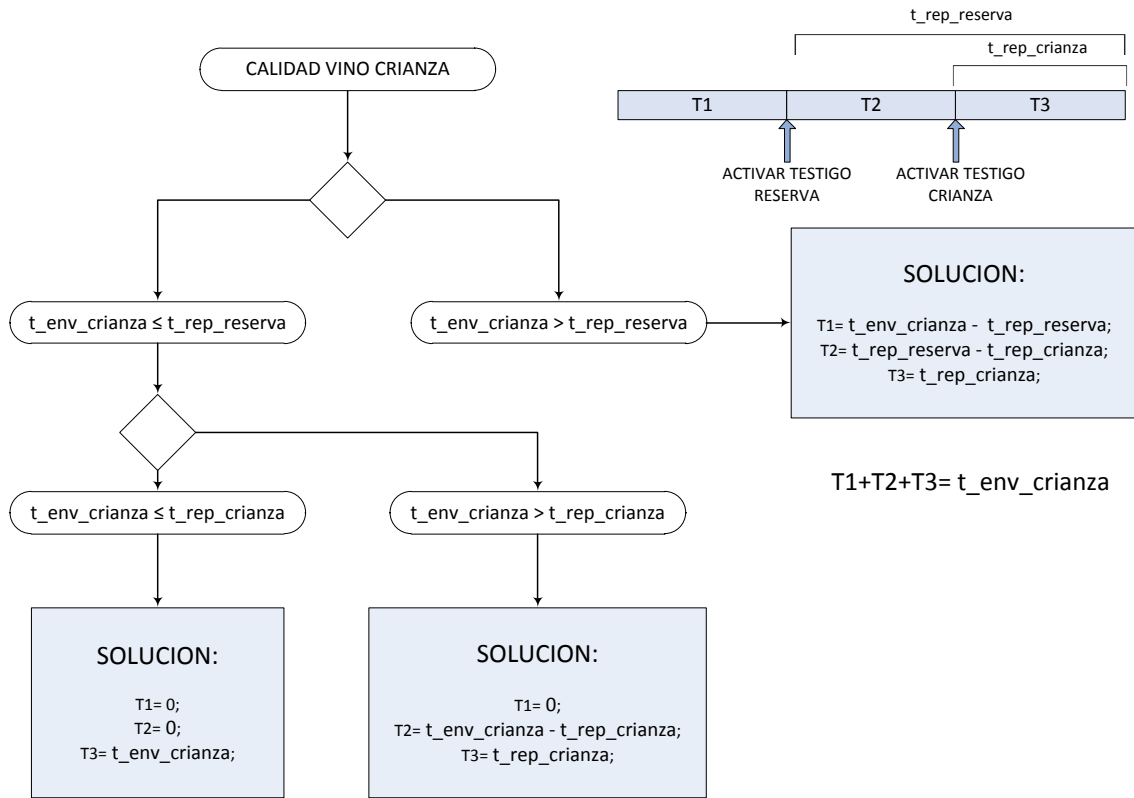 t_rep_reserva
CALIDAD VINO CRIANZA
t_rep_crianza
T1
T2
T3
ACTIVAR TESTIGO
RESERVA
ACTIVAR TESTIGO
CRIANZA
t_env_crianza ≤ t_rep_reserva
t_env_crianza > t_rep_reserva
SOLUCION:
T1= t_env_crianza - t_rep_reserva;
T2= t_rep_reserva - t_rep_crianza;
T3= t_rep_crianza;
T1+T2+T3= t_env_crianza
t_env_crianza ≤ t_rep_crianza
t_env_crianza > t_rep_crianza
SOLUCION:
T1= 0;
T2= 0;
T3= t_env_crianza;
SOLUCION:
T1= 0;
T2= t_env_crianza - t_rep_crianza;
T3= t_rep_crianza;